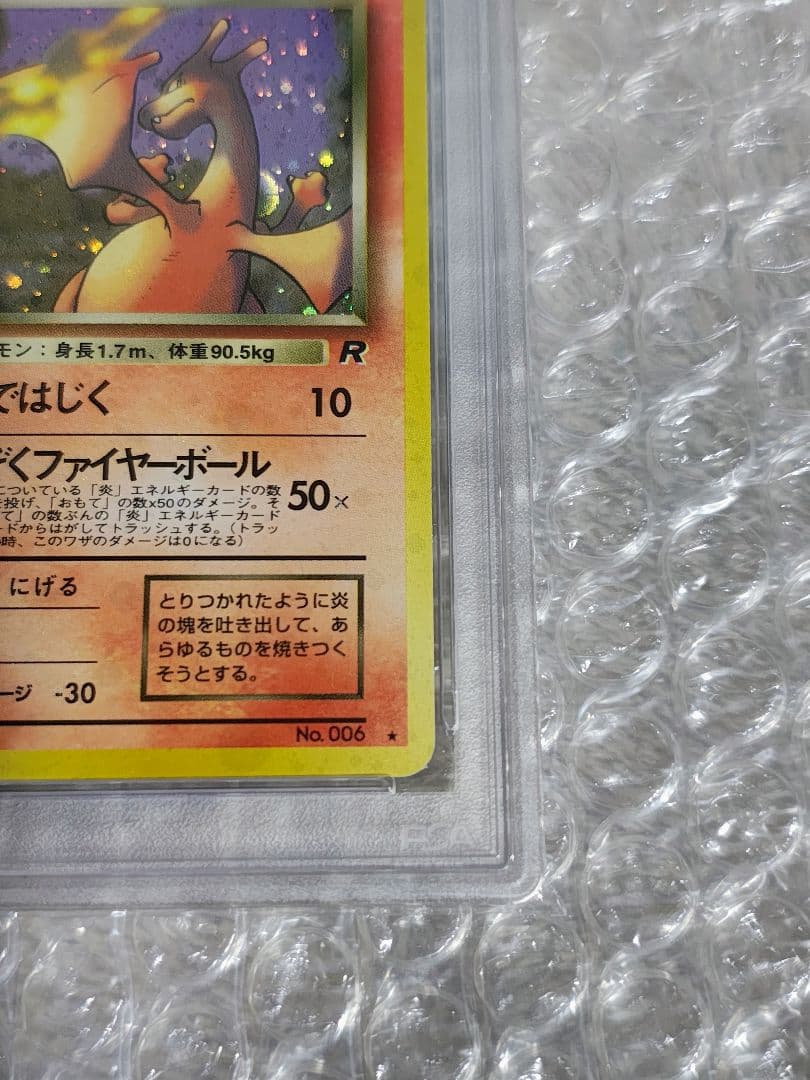 モン：身長1.7m、体重90.5kg
R
ではじく 10
ぞくファイヤーボール
についている「炎」エネルギーカードの数
を投げ、「おもて」の数x50のダメージ。そ
て」の数ぶんの「炎」エネルギーカード
ードからはがしてトラッシュする。（トラッ
時、このワザのダメージは0になる）
50×
にげる
とりつかれたように炎
の塊を吐き出して、あ
らゆるものを焼きつく
そうとする。
ージ -30
No. 006 ★
PSA